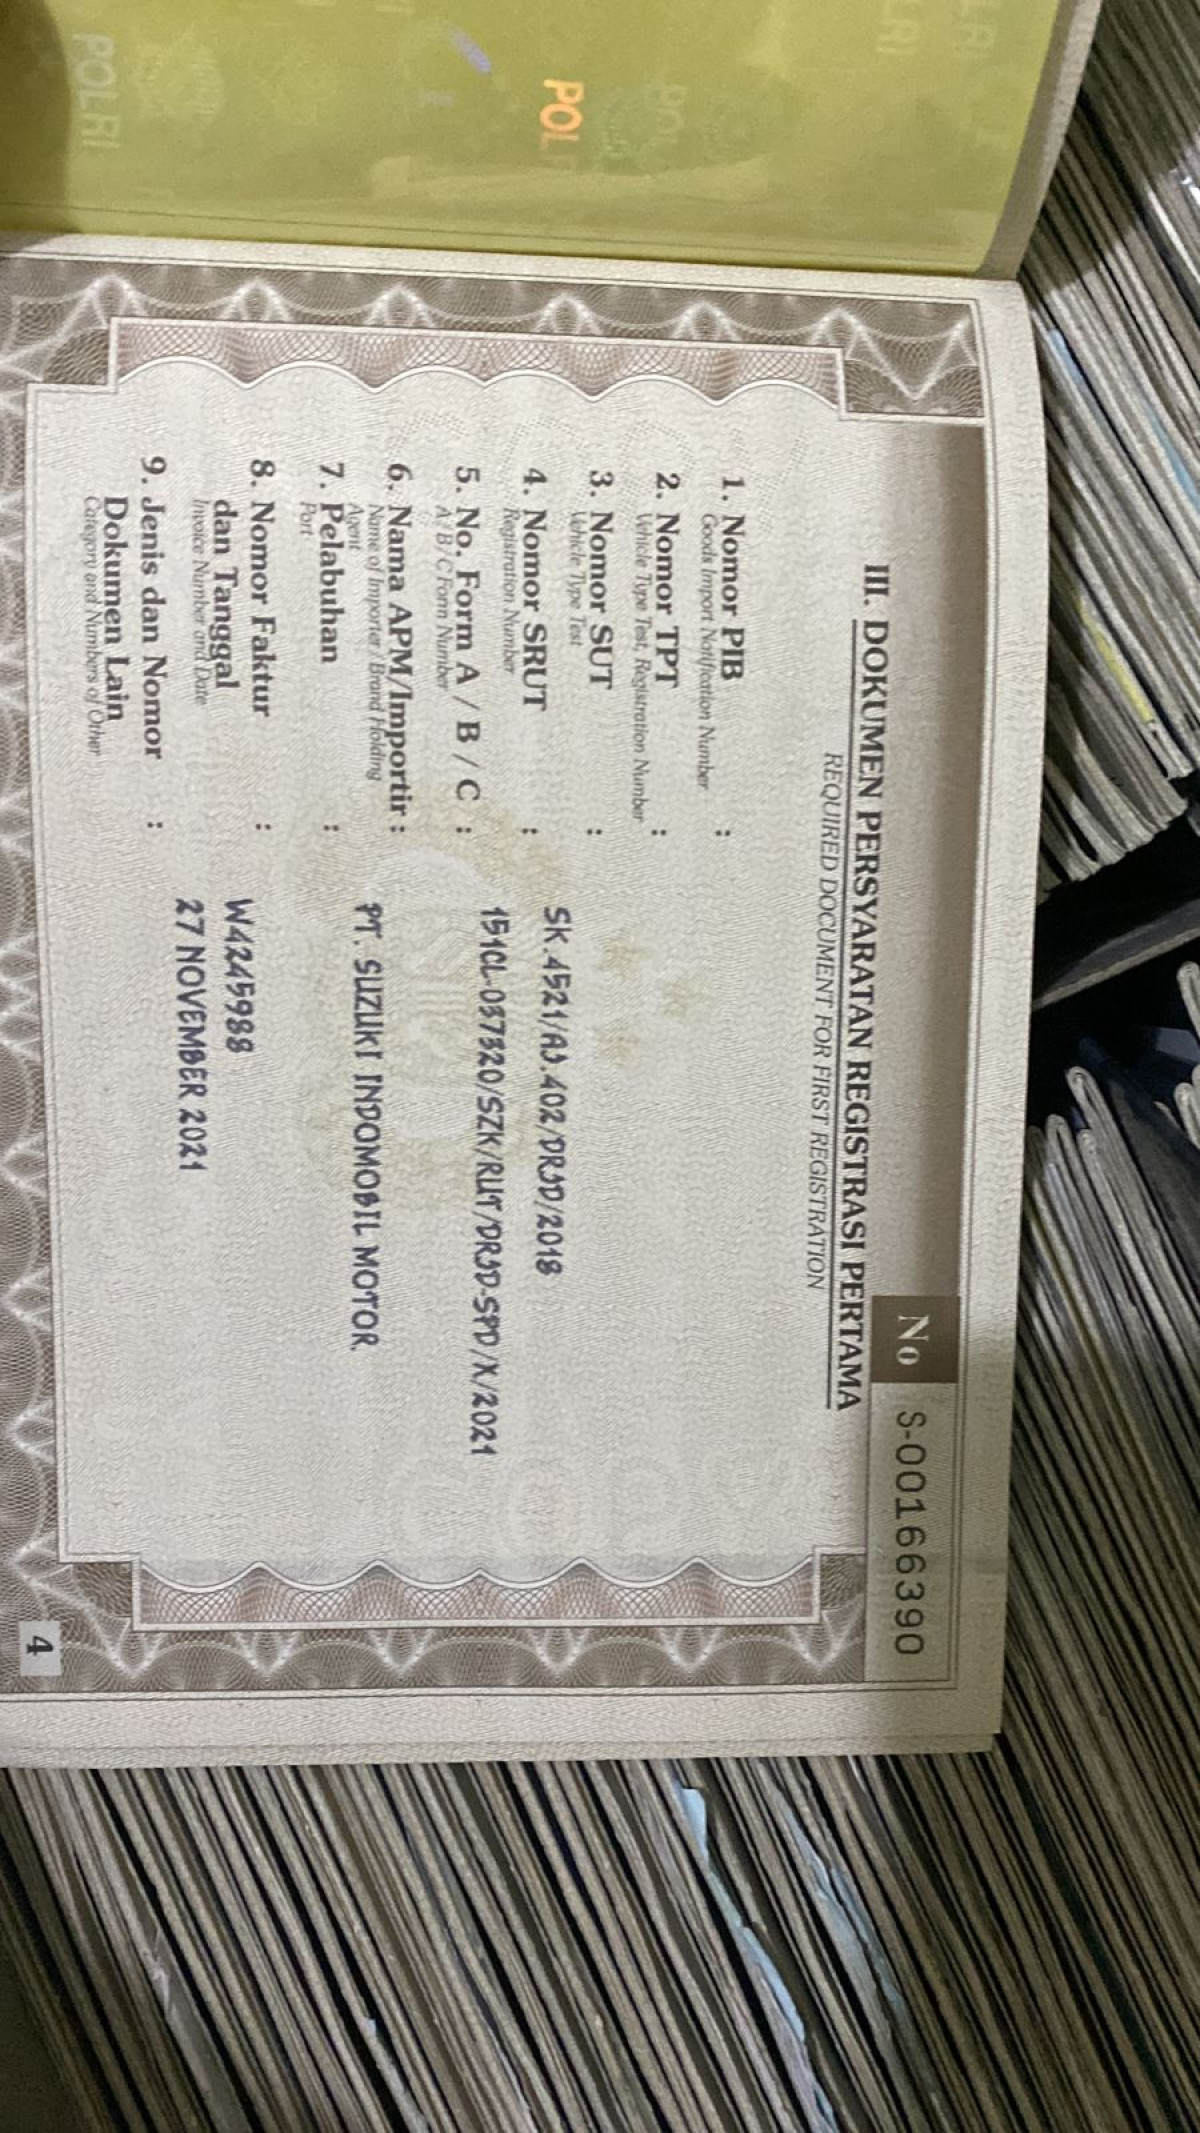 POLRI
POL
No S-00166390
III. DOKUMEN PERSYARATAN REGISTRASI PERTAMA
REQUIRED DOCUMENT FOR FIRST REGISTRATION
1. Nomor PIB :
Goods Import Notification Number
2. Nomor TPT :
Vehicle Type Test, Registration Number
3. Nomor SUT :
Vehicle Type Test
SK.4521/AJ.402/DRJD/2018
4. Nomor SRUT :
Registration Number
151CL-037320/SZK/RUT/DRJD-SPD/X/2021
5. No. Form A / B / C :
A / B / C Form Number
6. Nama APM/Importir : PT. SUZUKI INDOMOBIL MOTOR.
Name of Importer / Brand Holding
Agent
7. Pelabuhan :
Port
8. Nomor Faktur : W4245988
dan Tanggal 27 NOVEMBER 2021
Invoice Number and Date
9. Jenis dan Nomor :
Dokumen Lain
Category and Numbers of Other
4